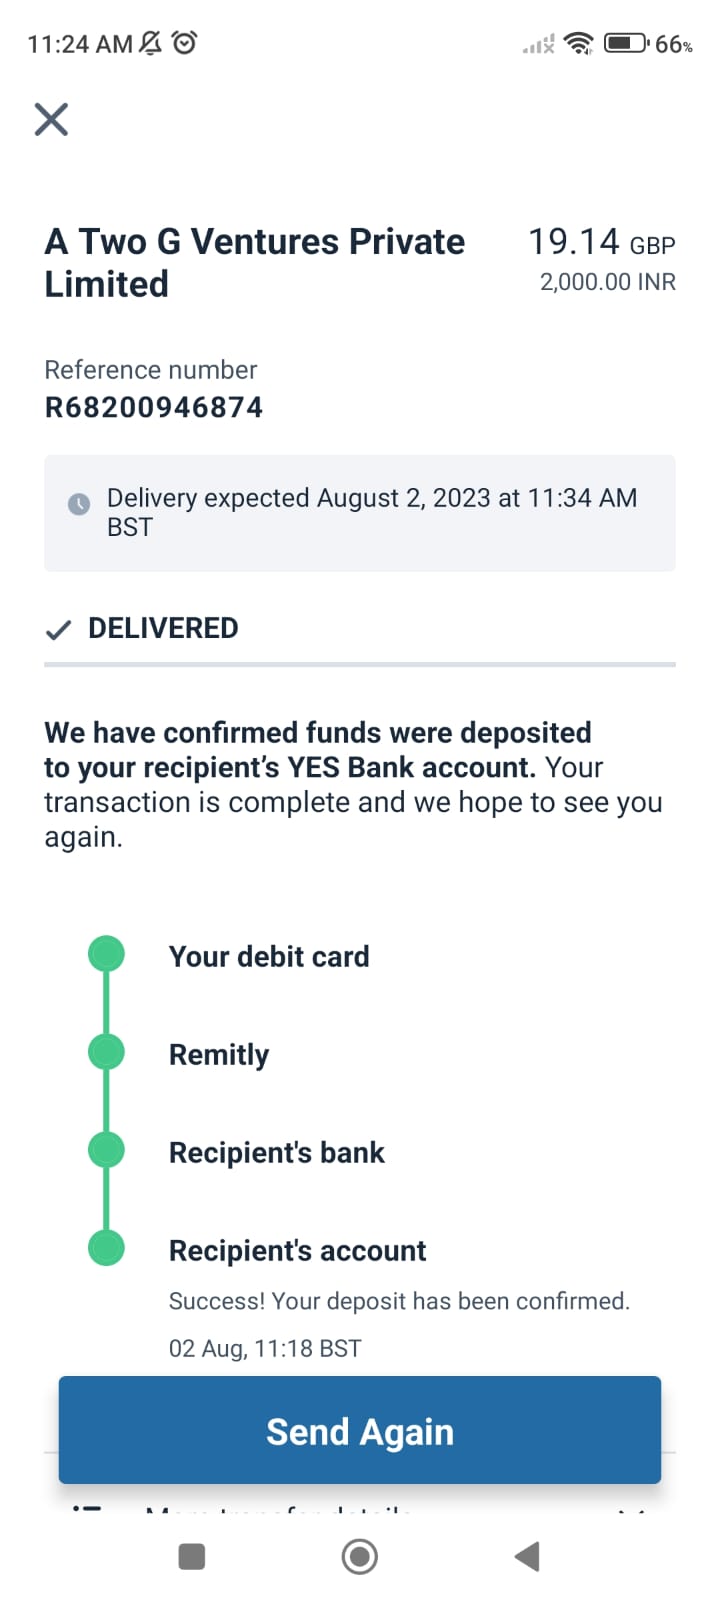 11:24 AM
66%
A Two G Ventures Private
Limited
19.14 GBP
2,000.00 INR
Reference number
R68200946874
Delivery expected August 2, 2023 at 11:34 AM
BST
DELIVERED
We have confirmed funds were deposited
to your recipient's YES Bank account. Your
transaction is complete and we hope to see you
again.
Your debit card
Remitly
Recipient's bank
Recipient's account
Success! Your deposit has been confirmed.
02 Aug, 11:18 BST
Send Again